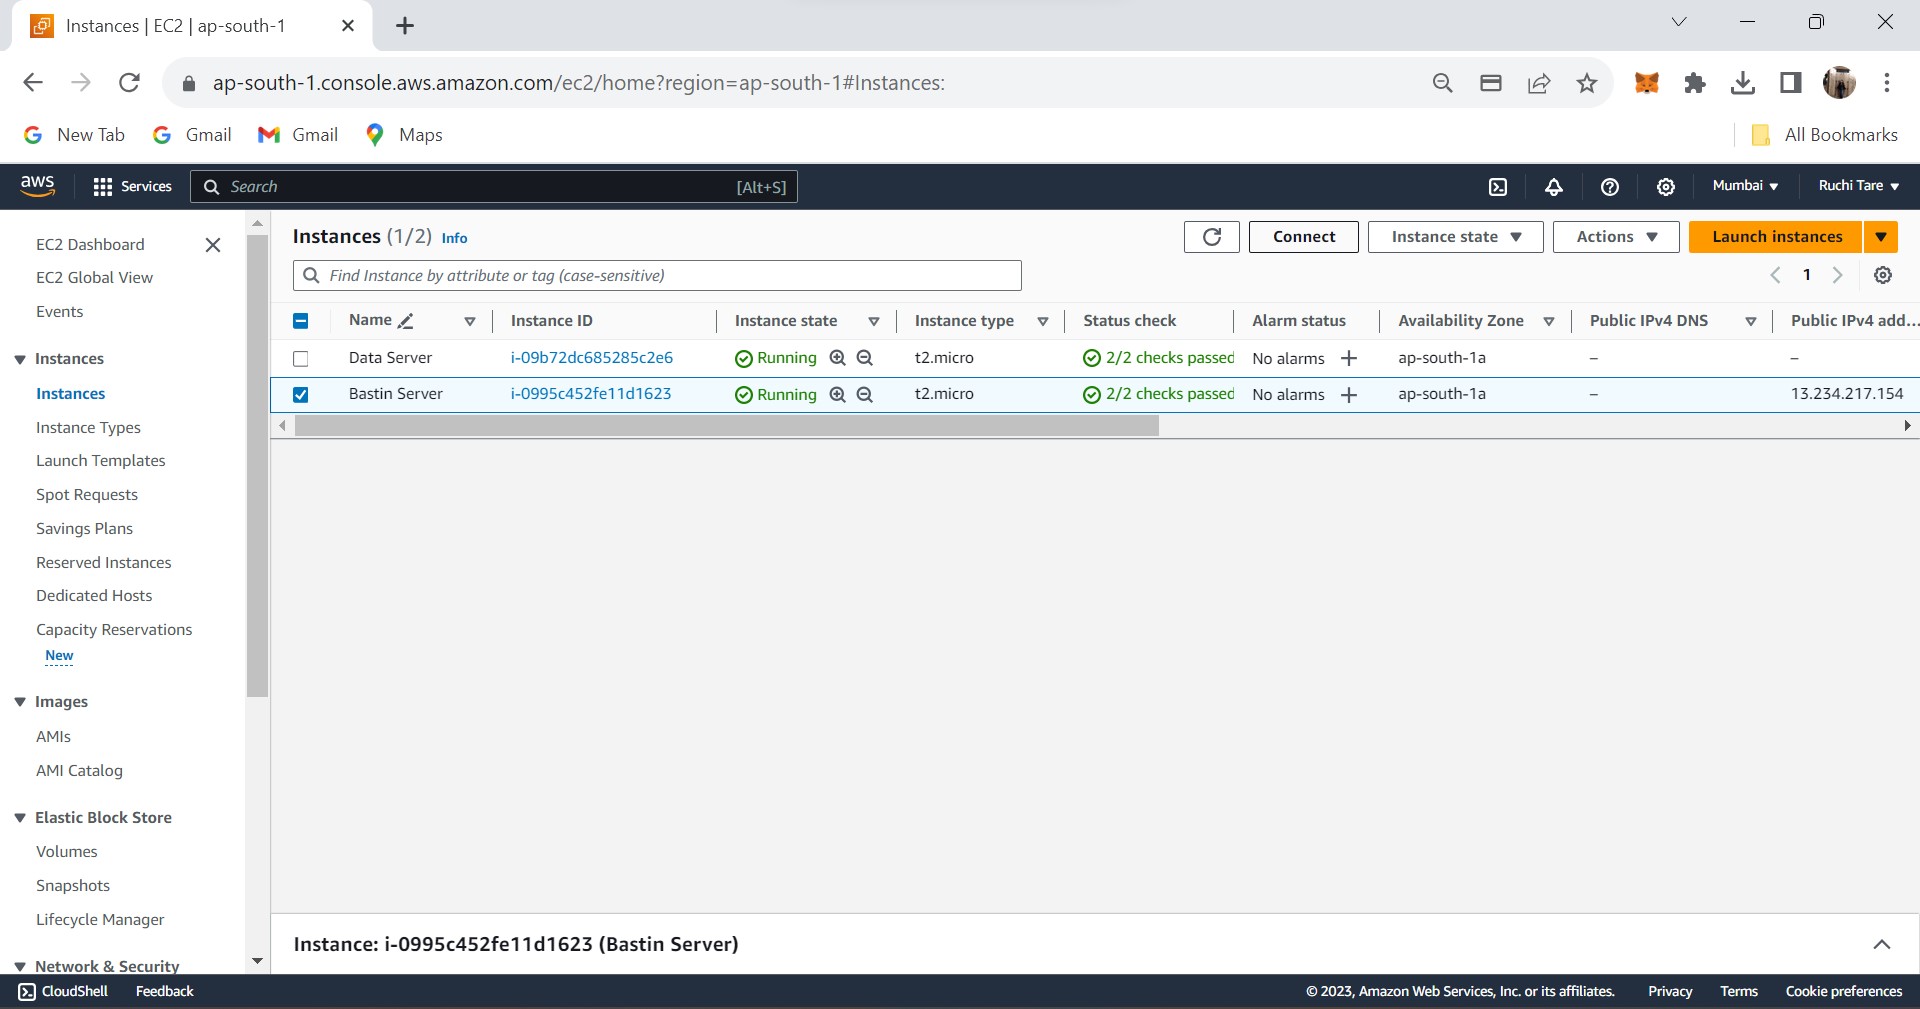 Instances | EC2 | ap-south-1
ap-south-1.console.aws.amazon.com/ec2/home?region=ap-south-1#Instances:
New Tab Gmail Gmail Maps All Bookmarks
aws Services Search [Alt+S] Mumbai Ruchi Tare
EC2 Dashboard
EC2 Global View
Events
Instances
Instances
Instance Types
Launch Templates
Spot Requests
Savings Plans
Reserved Instances
Dedicated Hosts
Capacity Reservations
New
Images
AMIs
AMI Catalog
Elastic Block Store
Volumes
Snapshots
Lifecycle Manager
Network & Security
Instances (1/2) Info Connect Instance state Actions Launch instances
Find Instance by attribute or tag (case-sensitive) 1
Name Instance ID Instance state Instance type Status check Alarm status Availability Zone Public IPv4 DNS Public IPv4 add...
Data Server i-09b72dc685285c2e6 Running t2.micro 2/2 checks passed No alarms + ap-south-1a – –
Bastin Server i-0995c452fe11d1623 Running t2.micro 2/2 checks passed No alarms + ap-south-1a – 13.234.217.154
Instance: i-0995c452fe11d1623 (Bastin Server)
CloudShell Feedback © 2023, Amazon Web Services, Inc. or its affiliates. Privacy Terms Cookie preferences